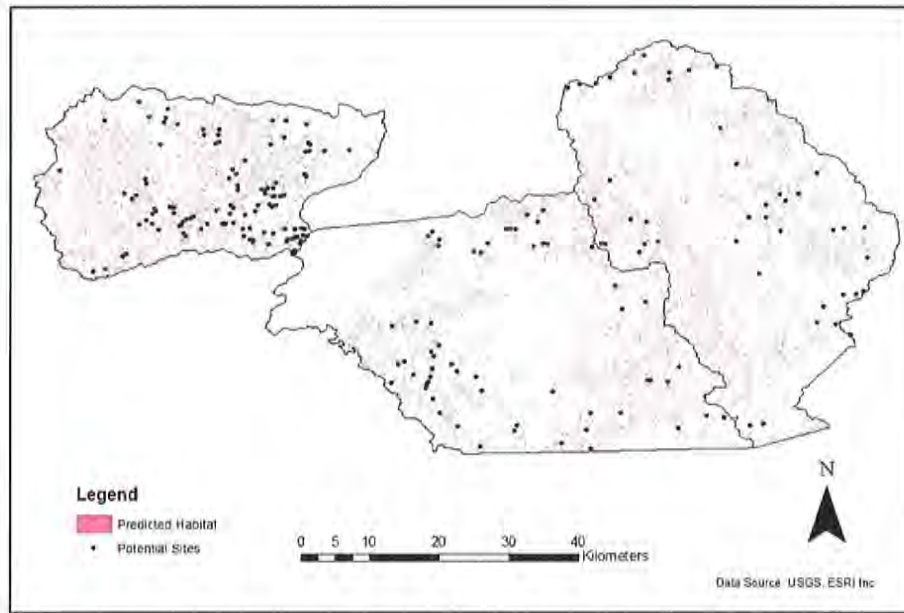 N
Legend
Predicted Habitat
Potential Sites
0 5 10 20 30 40
Kilometers
Data Source: USGS, ESRI Inc